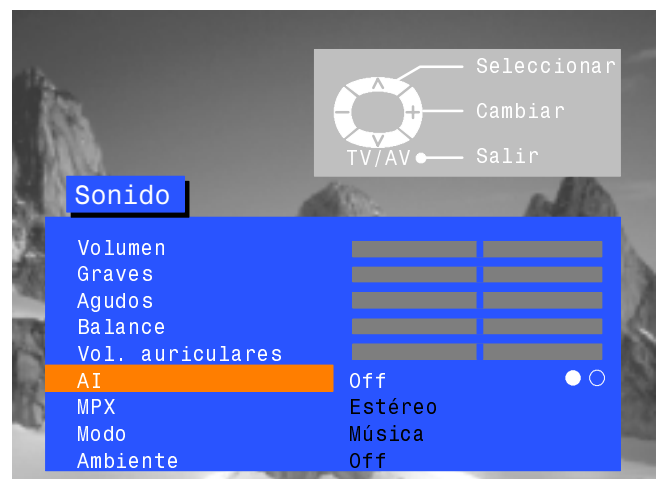 Seleccionar
Cambiar
TV/AV Salir
Sonido
Volumen
Graves
Agudos
Balance
Vol. auriculares
AI Off
MPX Estéreo
Modo Música
Ambiente Off